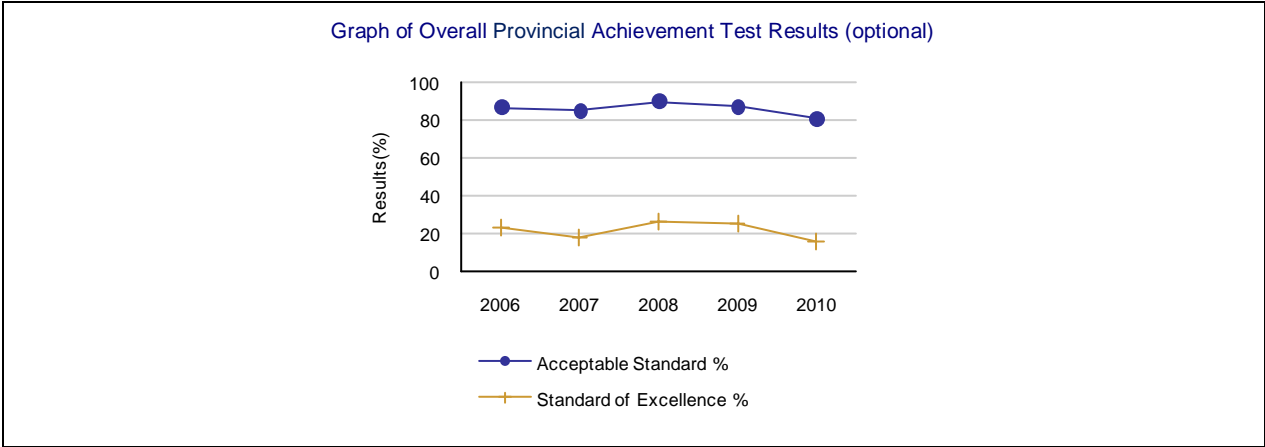 Graph of Overall Provincial Achievement Test Results (optional)
100
80
60
40
20
0
Results(%)
2006 2007 2008 2009 2010
Acceptable Standard %
Standard of Excellence %